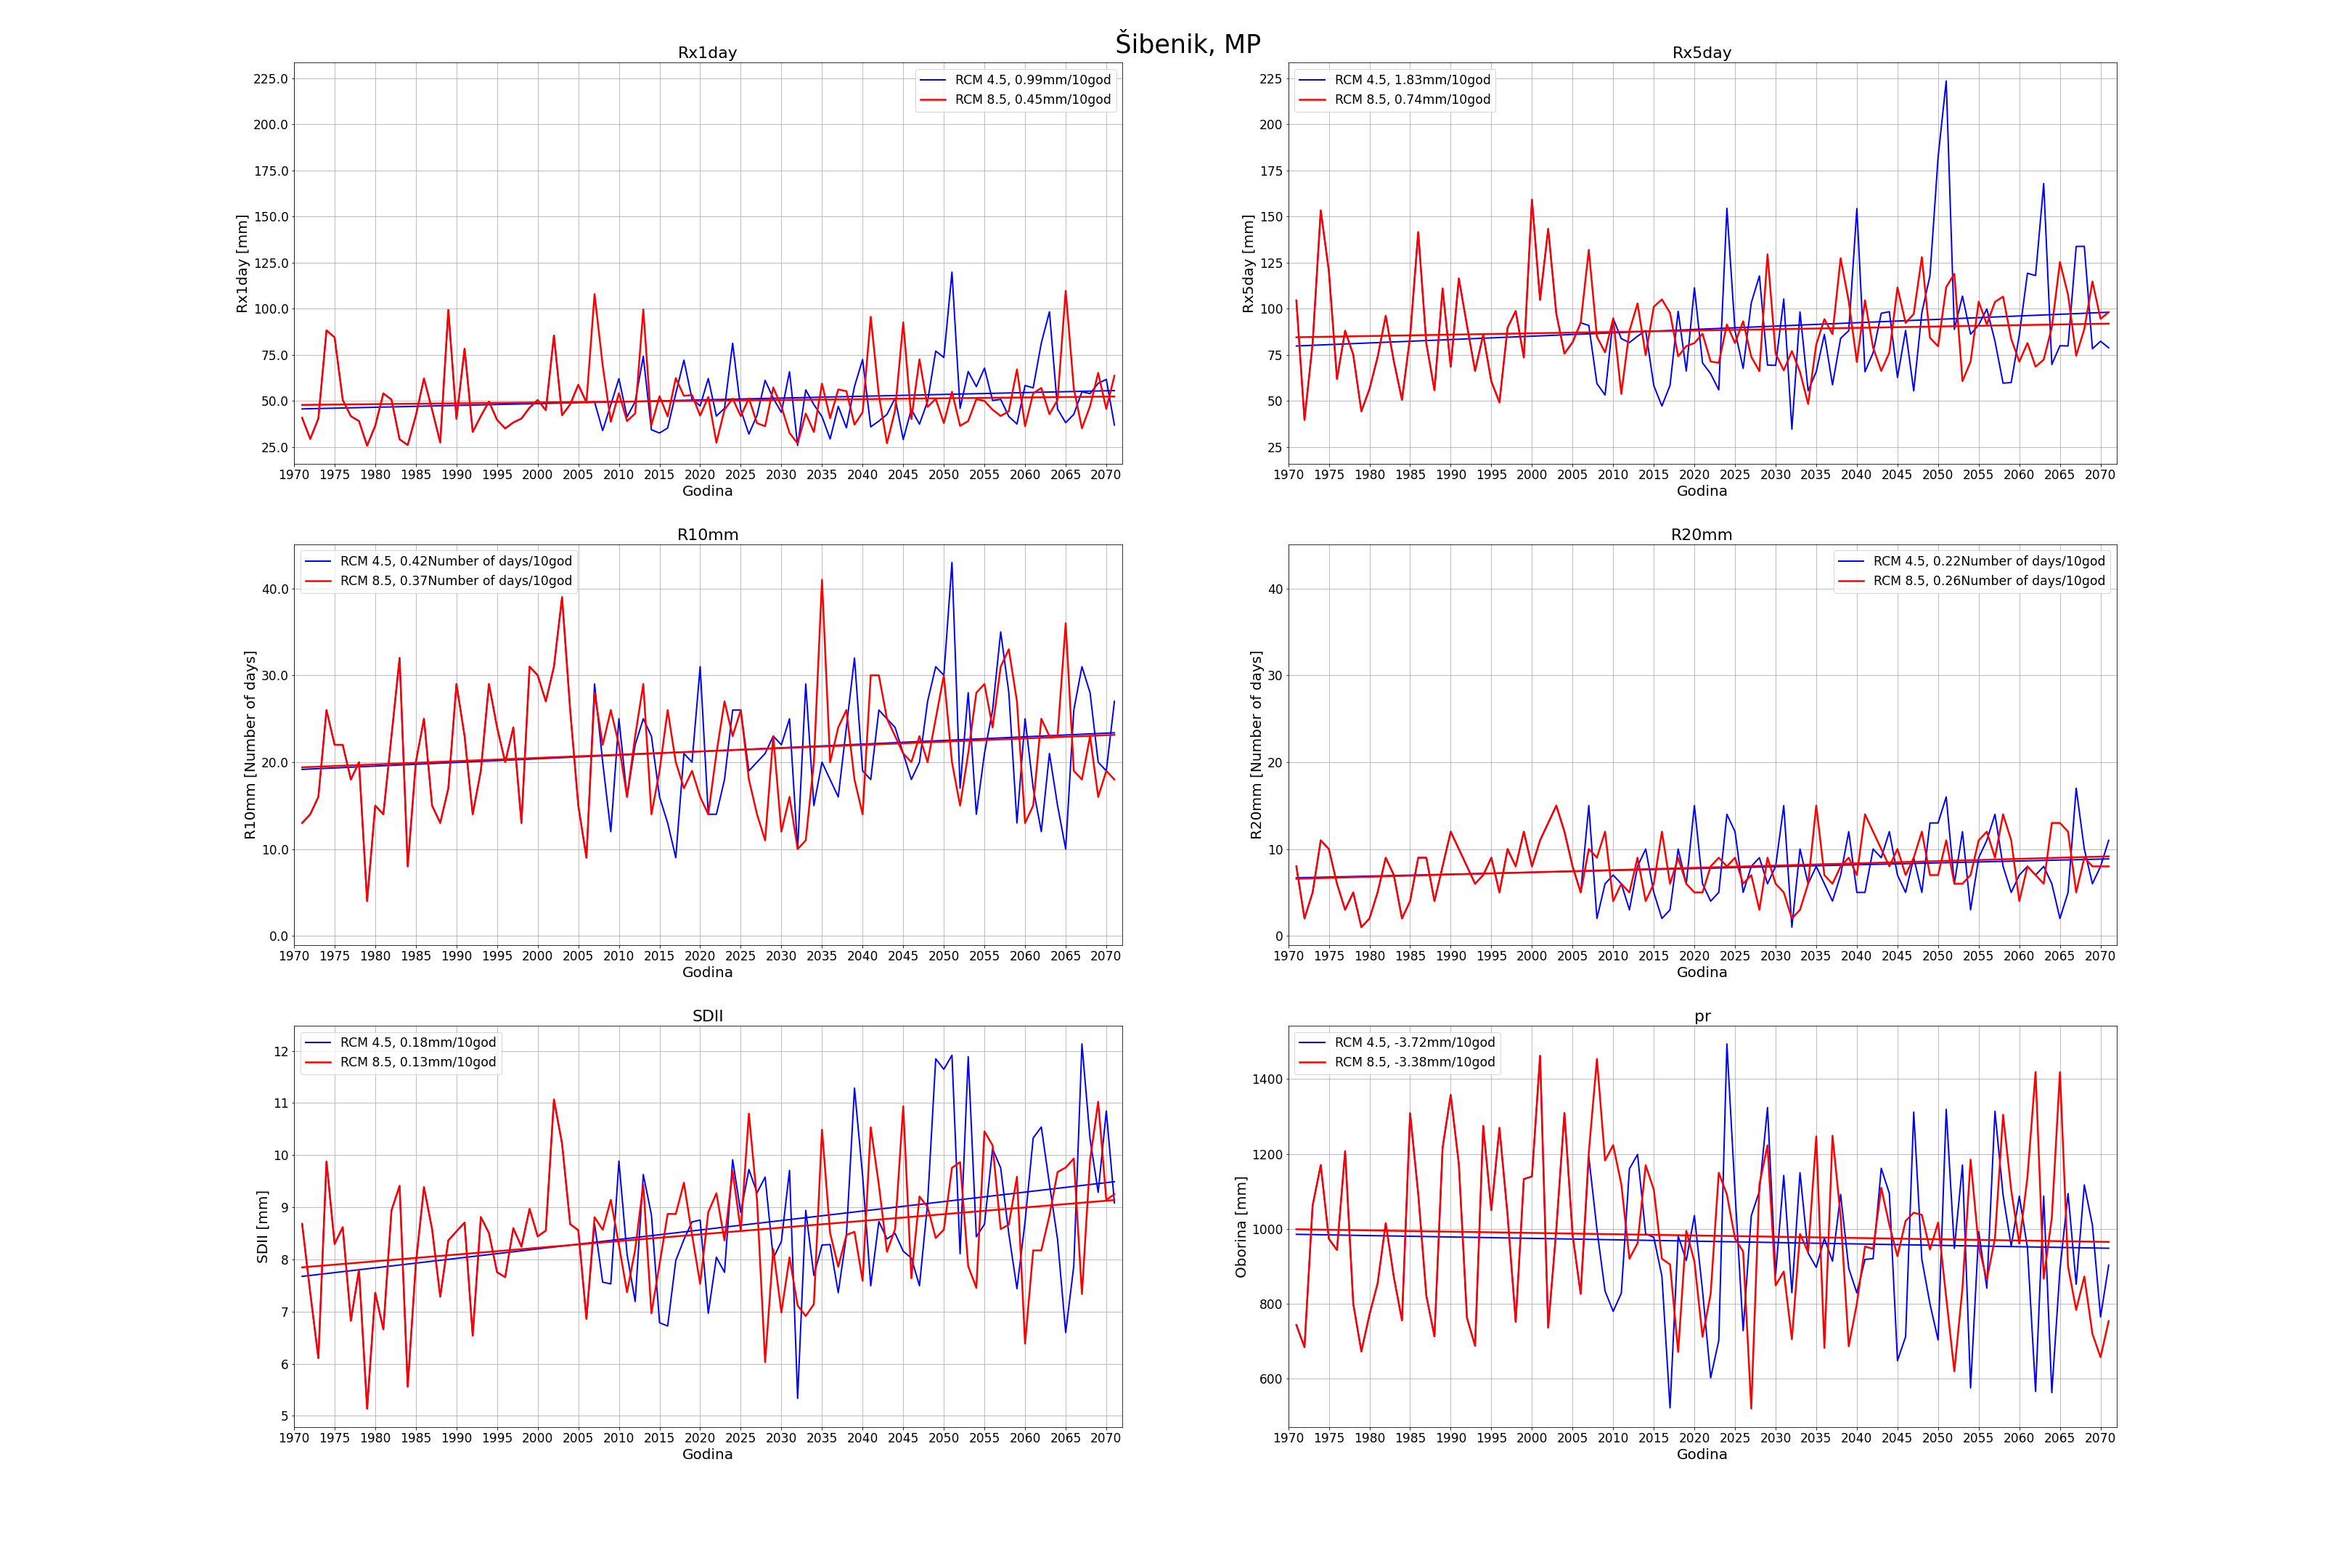 Šibenik, MP
Rx1day
RCM 4.5, 0.99mm/10god
RCM 8.5, 0.45mm/10god
Rx1day [mm]
225.0
200.0
175.0
150.0
125.0
100.0
75.0
50.0
25.0
1970 1975 1980 1985 1990 1995 2000 2005 2010 2015 2020 2025 2030 2035 2040 2045 2050 2055 2060 2065 2070
Godina
Rx5day
RCM 4.5, 1.83mm/10god
RCM 8.5, 0.74mm/10god
Rx5day [mm]
225
200
175
150
125
100
75
50
25
1970 1975 1980 1985 1990 1995 2000 2005 2010 2015 2020 2025 2030 2035 2040 2045 2050 2055 2060 2065 2070
Godina
R10mm
RCM 4.5, 0.42Number of days/10god
RCM 8.5, 0.37Number of days/10god
R10mm [Number of days]
40.0
30.0
20.0
10.0
0.0
1970 1975 1980 1985 1990 1995 2000 2005 2010 2015 2020 2025 2030 2035 2040 2045 2050 2055 2060 2065 2070
Godina
R20mm
RCM 4.5, 0.22Number of days/10god
RCM 8.5, 0.26Number of days/10god
R20mm [Number of days]
40
30
20
10
0
1970 1975 1980 1985 1990 1995 2000 2005 2010 2015 2020 2025 2030 2035 2040 2045 2050 2055 2060 2065 2070
Godina
SDII
RCM 4.5, 0.18mm/10god
RCM 8.5, 0.13mm/10god
SDII [mm]
12
11
10
9
8
7
6
5
1970 1975 1980 1985 1990 1995 2000 2005 2010 2015 2020 2025 2030 2035 2040 2045 2050 2055 2060 2065 2070
Godina
pr
RCM 4.5, -3.72mm/10god
RCM 8.5, -3.38mm/10god
Oborina [mm]
1400
1200
1000
800
600
1970 1975 1980 1985 1990 1995 2000 2005 2010 2015 2020 2025 2030 2035 2040 2045 2050 2055 2060 2065 2070
Godina